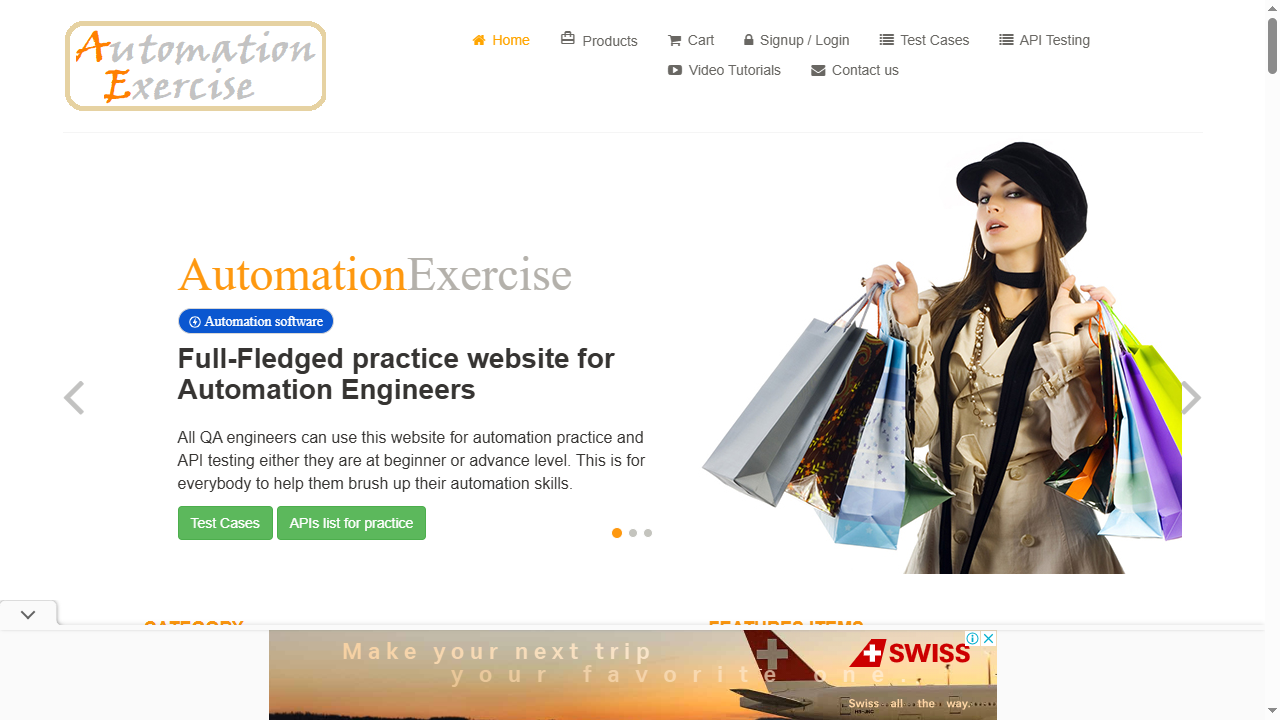 Automation
Exercise
Home
Products
Cart
Signup / Login
Test Cases
API Testing
Video Tutorials
Contact us
AutomationExercise
Automation software
Full-Fledged practice website for
Automation Engineers
All QA engineers can use this website for automation practice and
API testing either they are at beginner or advance level. This is for
everybody to help them brush up their automation skills.
Test Cases
APIs list for practice
CATEGORY
FEATURES ITEMS
Make your next trip
your favorite one.
SWISS
Swiss all the way.